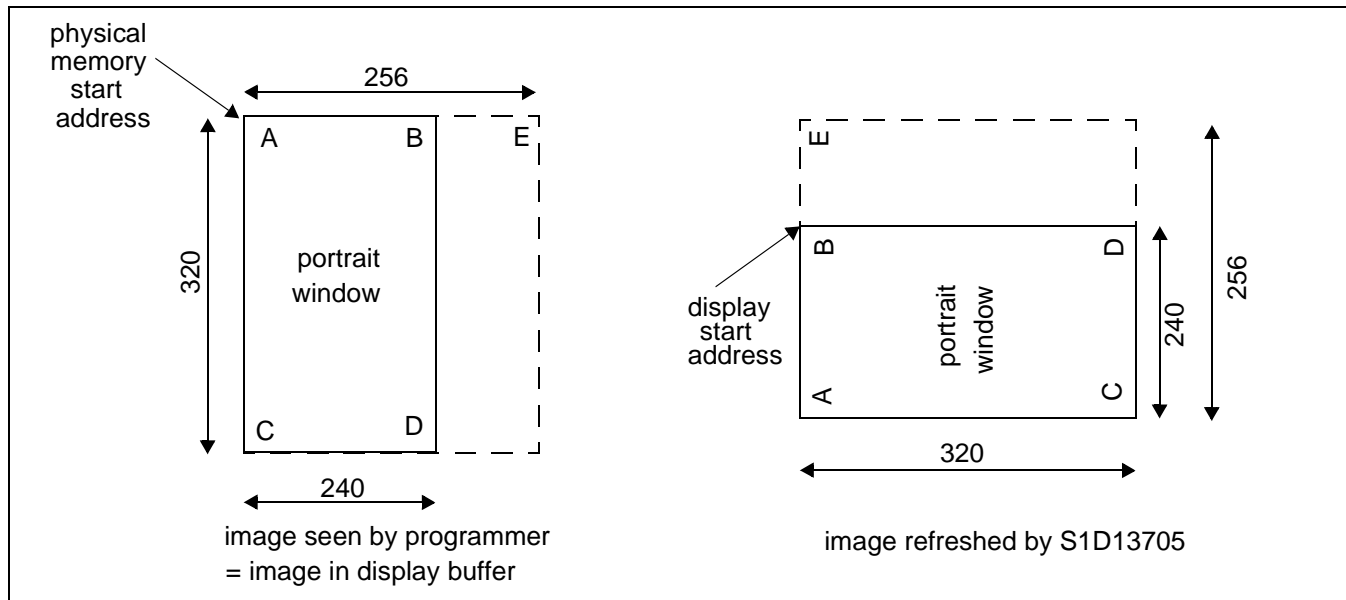 physical
memory
start
address
256
A
B
E
320
portrait
window
C
D
240
image seen by programmer
= image in display buffer
E
B
D
display
start
address
portrait
window
A
C
240
256
320
image refreshed by S1D13705